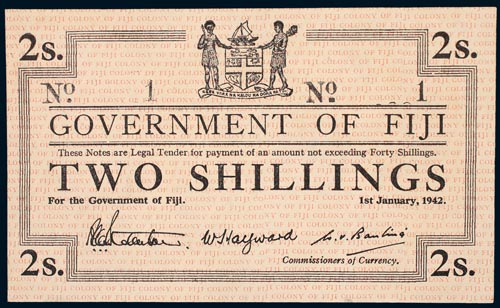 2s. 2s.
Nº 1 Nº 1
GOVERNMENT OF FIJI
These Notes are Legal Tender for payment of an amount not exceeding Forty Shillings.
TWO SHILLINGS
For the Government of Fiji. 1st January, 1942.
W Hayward
Commissioners of Currency.
2s. 2s.